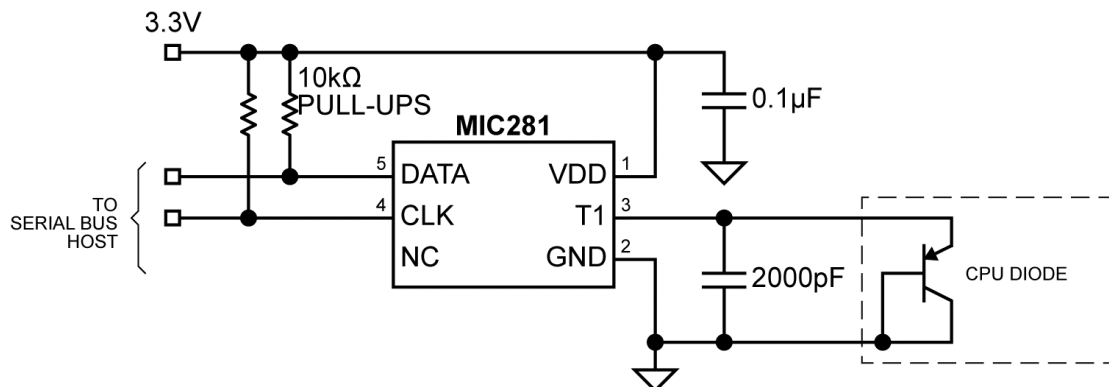 3.3V
10kΩ
PULL-UPS
0.1µF
MIC281
5 DATA VDD 1
TO
SERIAL BUS
HOST
4 CLK T1 3
NC GND 2
2000pF
CPU DIODE